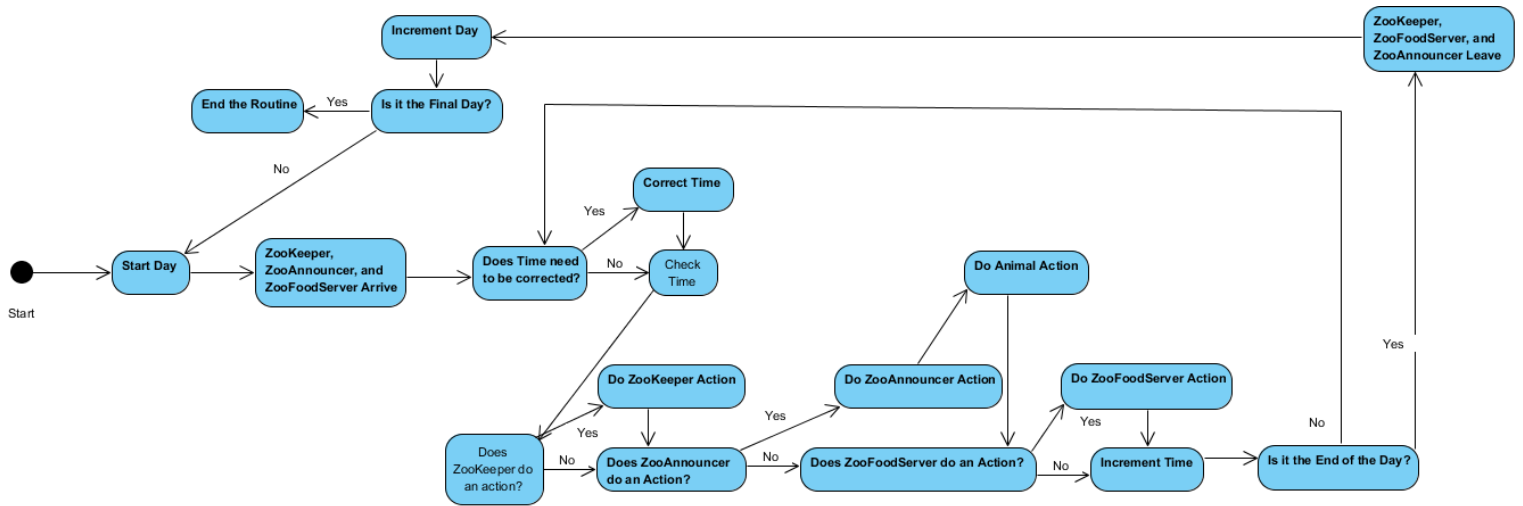 Increment Day
ZooKeeper,
ZooFoodServer, and
ZooAnnouncer Leave
End the Routine
Yes
Is it the Final Day?
No
Correct Time
Yes
Start Day
ZooKeeper,
ZooAnnouncer, and
ZooFoodServer Arrive
Does Time need
to be corrected?
No
Check
Time
Do Animal Action
Start
Yes
Do ZooKeeper Action
Do ZooAnnouncer Action
Do ZooFoodServer Action
Yes
Yes
Yes
No
Does
ZooKeeper do
an action?
No
Does ZooAnnouncer
do an Action?
No
Does ZooFoodServer do an Action?
No
Increment Time
Is it the End of the Day?